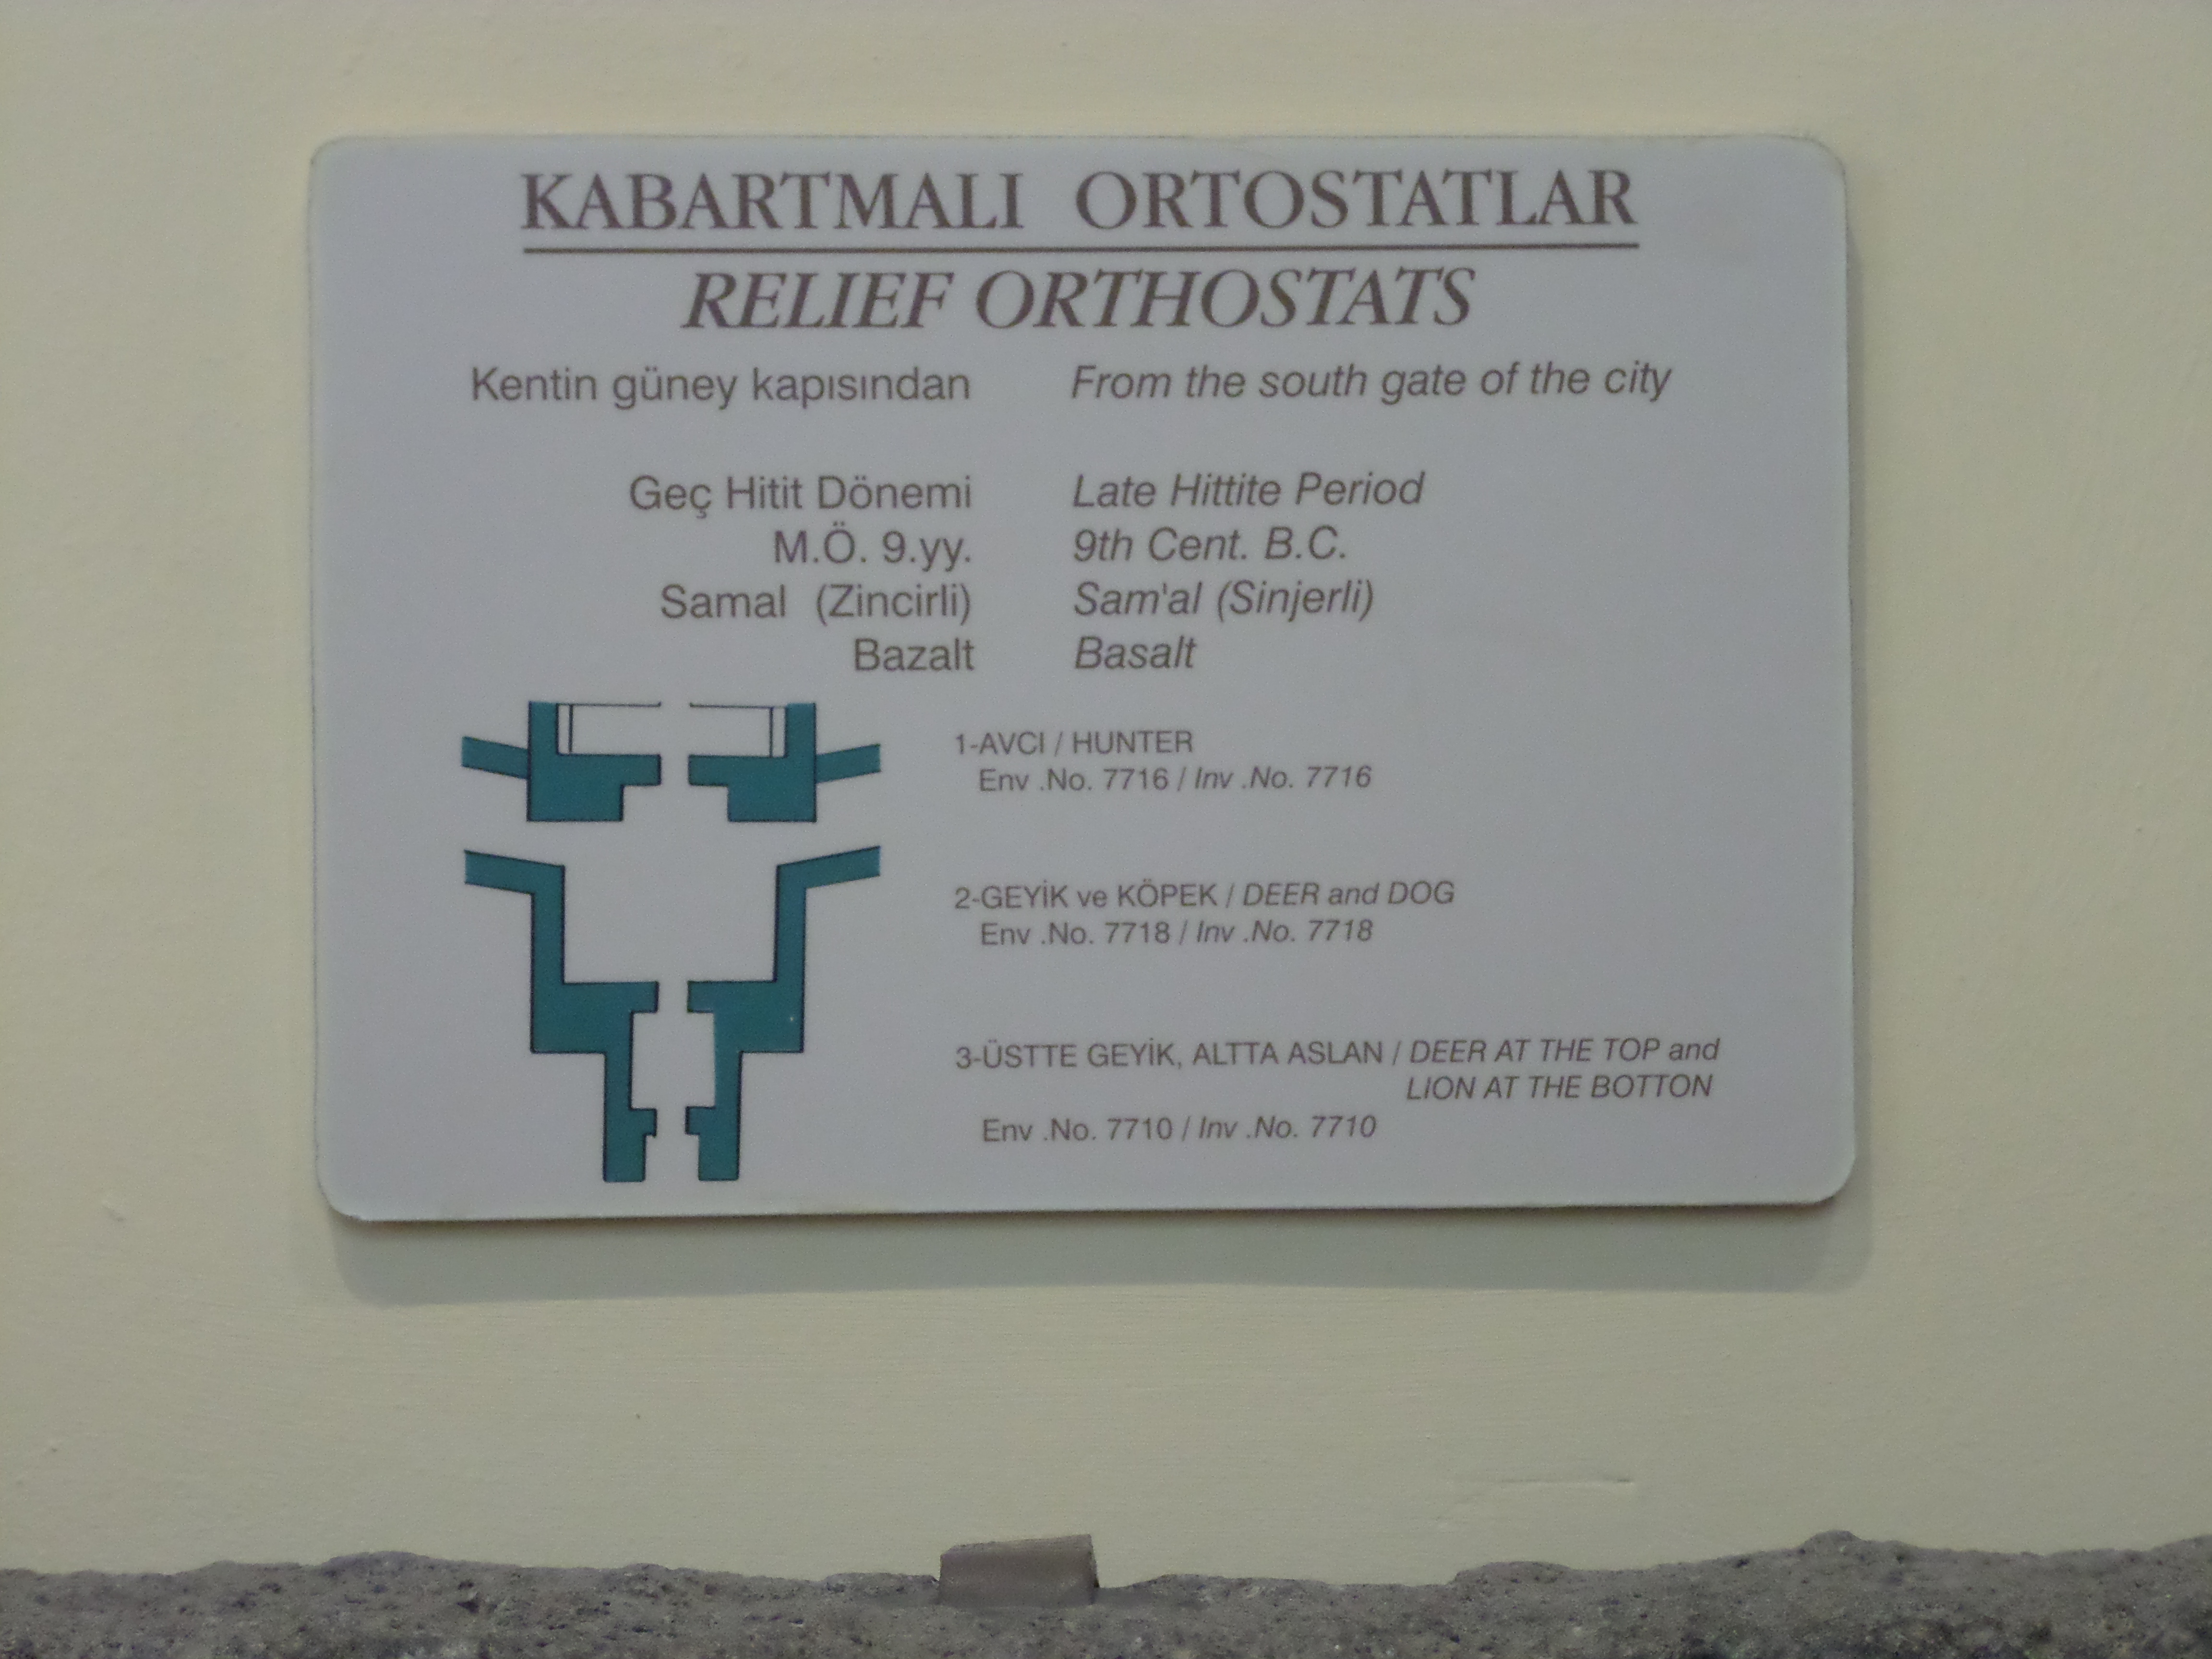 KABARTMALI ORTOSTATLAR
RELIEF ORTHOSTATS
Kentin güney kapısından From the south gate of the city
Geç Hitit Dönemi Late Hittite Period
M.Ö. 9.yy. 9th Cent. B.C.
Samal (Zincirli) Sam'al (Sinjerli)
Bazalt Basalt
1-AVCI / HUNTER
Env .No. 7716 / Inv .No. 7716
2-GEYİK ve KÖPEK / DEER and DOG
Env .No. 7718 / Inv .No. 7718
3-ÜSTTE GEYİK, ALTTA ASLAN / DEER AT THE TOP and
LION AT THE BOTTON
Env .No. 7710 / Inv .No. 7710